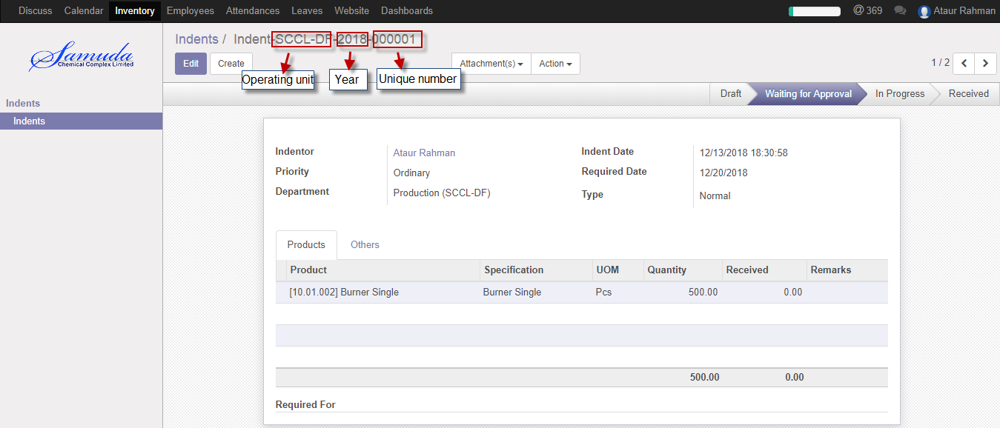 Discuss Calendar Inventory Employees Attendances Leaves Website Dashboards @ 369 Ataur Rahman
Samuda
Chemical Complex Limited
Indents / Indent-SCCL-DF-2018-000001
Edit Create Attachment(s) Action 1 / 2
Operating unit Year Unique number
Draft Waiting for Approval In Progress Received
Indents
Indents
Indentor Ataur Rahman Indent Date 12/13/2018 18:30:58
Priority Ordinary Required Date 12/20/2018
Department Production (SCCL-DF) Type Normal
Products Others
Product Specification UOM Quantity Received Remarks
[10.01.002] Burner Single Burner Single Pcs 500.00 0.00
500.00 0.00
Required For